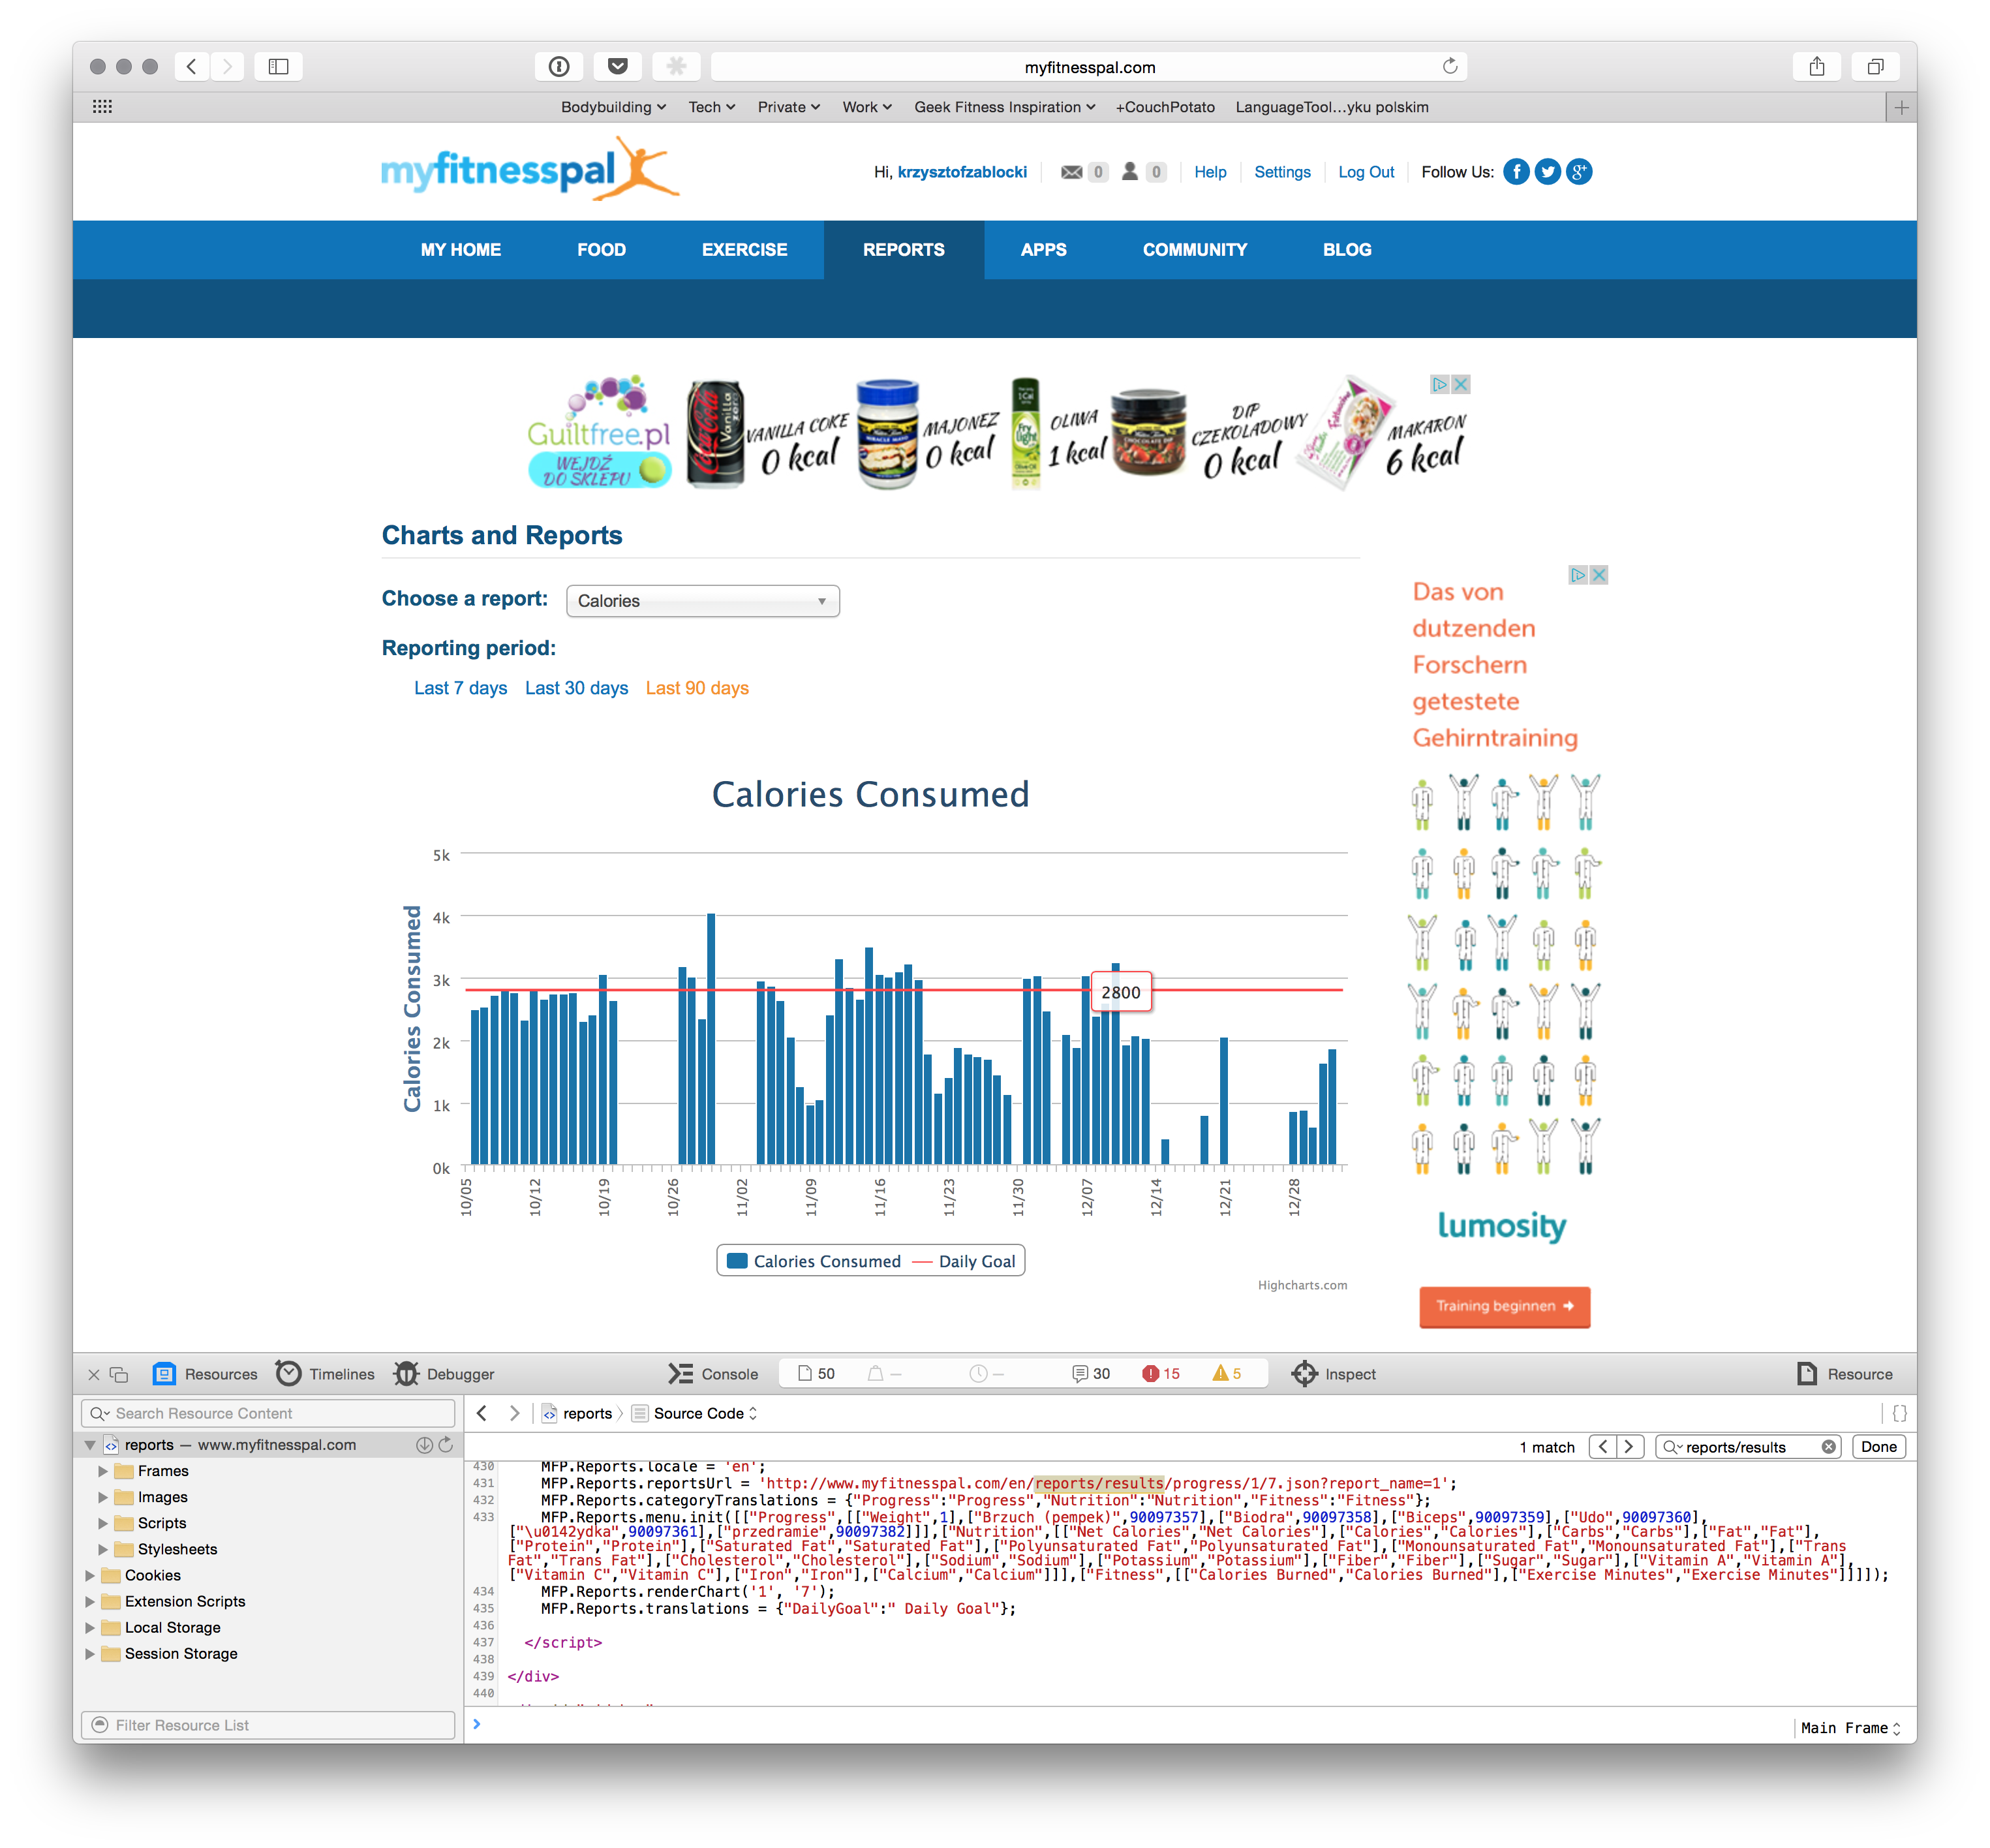 myfitnesspal.com
Bodybuilding Tech Private Work Geek Fitness Inspiration +CouchPotato LanguageTool...yku polskim
myfitnesspal
Hi, krzysztofzablocki 0 0 Help Settings Log Out Follow Us: f g+
MY HOME FOOD EXERCISE REPORTS APPS COMMUNITY BLOG
Guiltfree.pl
WEJDŹ
DO SKLEPU
Coca-Cola
Vanilla
zero
VANILLA COKE
0 kcal
MIRACLE MAYO
MAJONEZ
0 kcal
1 Cal
Fry
light
OLIWA
1 kcal
CHOCOLATE DIP
DIP
CZEKOLADOWY
0 kcal
MAKARON
6 kcal
Charts and Reports
Choose a report: Calories
Reporting period:
Last 7 days Last 30 days Last 90 days
Das von
dutzenden
Forschern
getestete
Gehirntraining
lumosity
Training beginnen
Calories Consumed
Calories Consumed
5k
4k
3k
2k
1k
0k
2800
10/05 10/12 10/19 10/26 11/02 11/09 11/16 11/23 11/30 12/07 12/14 12/21 12/28
Calories Consumed Daily Goal
Highcharts.com
Resources Timelines Debugger Console 50 — — 30 15 5 Inspect Resource
Search Resource Content
reports — www.myfitnesspal.com
Frames
Images
Scripts
Stylesheets
Cookies
Extension Scripts
Local Storage
Session Storage
Filter Resource List
reports Source Code {}
1 match reports/results Done
430 MFP.Reports.locale = 'en';
431 MFP.Reports.reportsUrl = 'http://www.myfitnesspal.com/en/reports/results/progress/1/7.json?report_name=1';
432 MFP.Reports.categoryTranslations = {"Progress":"Progress","Nutrition":"Nutrition","Fitness":"Fitness"};
433 MFP.Reports.menu.init([["Progress",[["Weight",1],["Brzuch (pempek)",90097357],["Biodra",90097358],["Biceps",90097359],["Udo",90097360],
["\u0142ydka",90097361],["przedramie",90097382]]],["Nutrition",[["Net Calories","Net Calories"],["Calories","Calories"],["Carbs","Carbs"],["Fat","Fat"],
["Protein","Protein"],["Saturated Fat","Saturated Fat"],["Polyunsaturated Fat","Polyunsaturated Fat"],["Monounsaturated Fat","Monounsaturated Fat"],["Trans
Fat","Trans Fat"],["Cholesterol","Cholesterol"],["Sodium","Sodium"],["Potassium","Potassium"],["Fiber","Fiber"],["Sugar","Sugar"],["Vitamin A","Vitamin A"],
["Vitamin C","Vitamin C"],["Iron","Iron"],["Calcium","Calcium"]]],["Fitness",[["Calories Burned","Calories Burned"],["Exercise Minutes","Exercise Minutes"]]]]);
434 MFP.Reports.renderChart('1', '7');
435 MFP.Reports.translations = {"DailyGoal":" Daily Goal"};
436
437 </script>
438
439 </div>
440
Main Frame